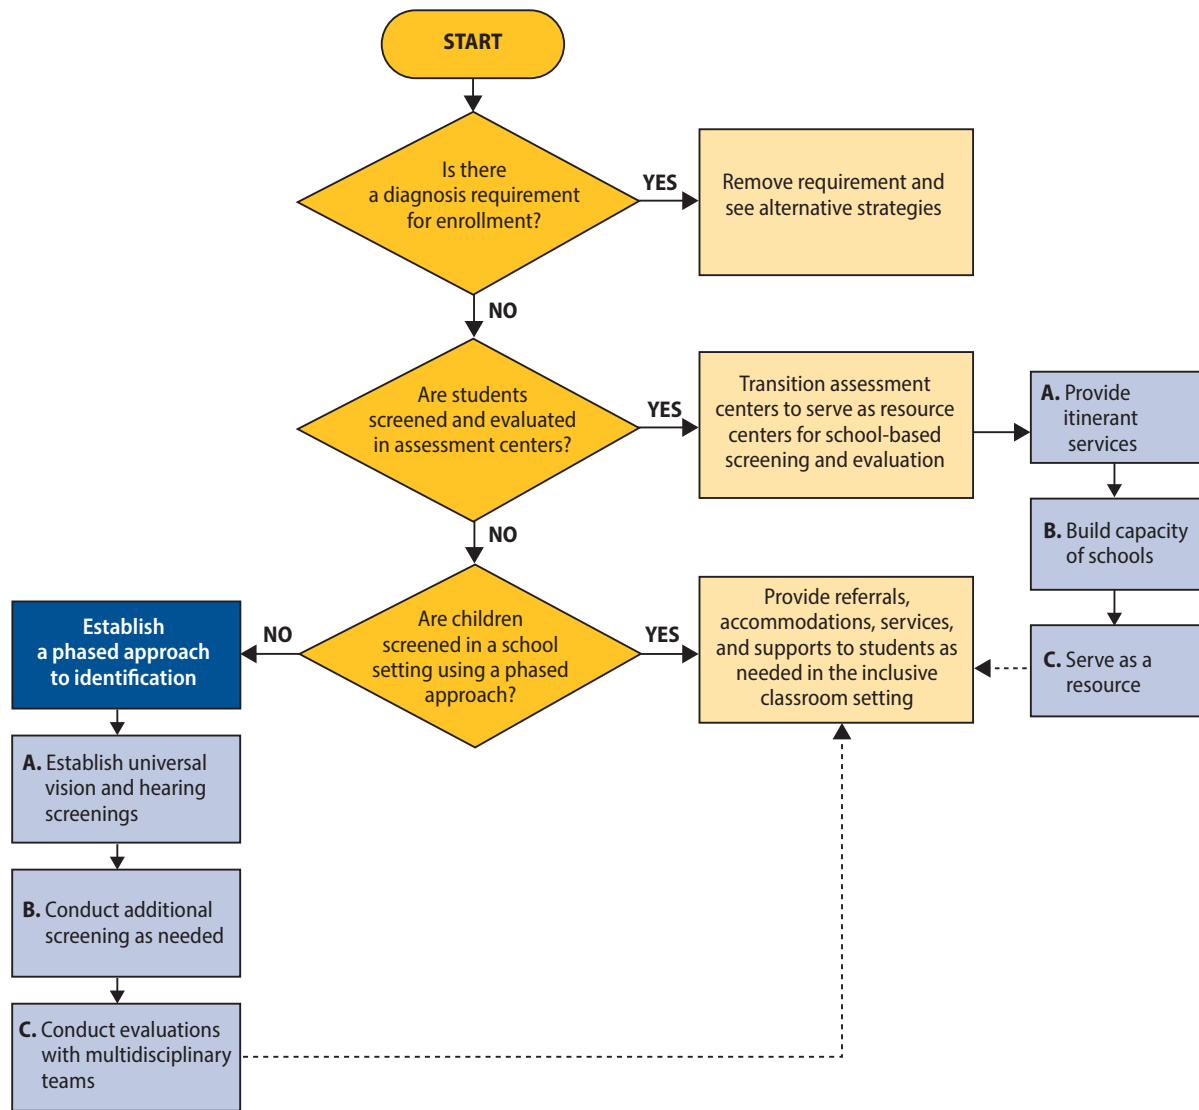 START
Is there
a diagnosis requirement
for enrollment?
YES
Remove requirement and
see alternative strategies
NO
Are students
screened and evaluated
in assessment centers?
YES
Transition assessment
centers to serve as resource
centers for school-based
screening and evaluation
A. Provide
itinerant
services
B. Build capacity
of schools
C. Serve as a
resource
NO
Are children
screened in a school
setting using a phased
approach?
YES
Provide referrals,
accommodations, services,
and supports to students as
needed in the inclusive
classroom setting
NO
Establish
a phased approach
to identification
A. Establish universal
vision and hearing
screenings
B. Conduct additional
screening as needed
C. Conduct evaluations
with multidisciplinary
teams